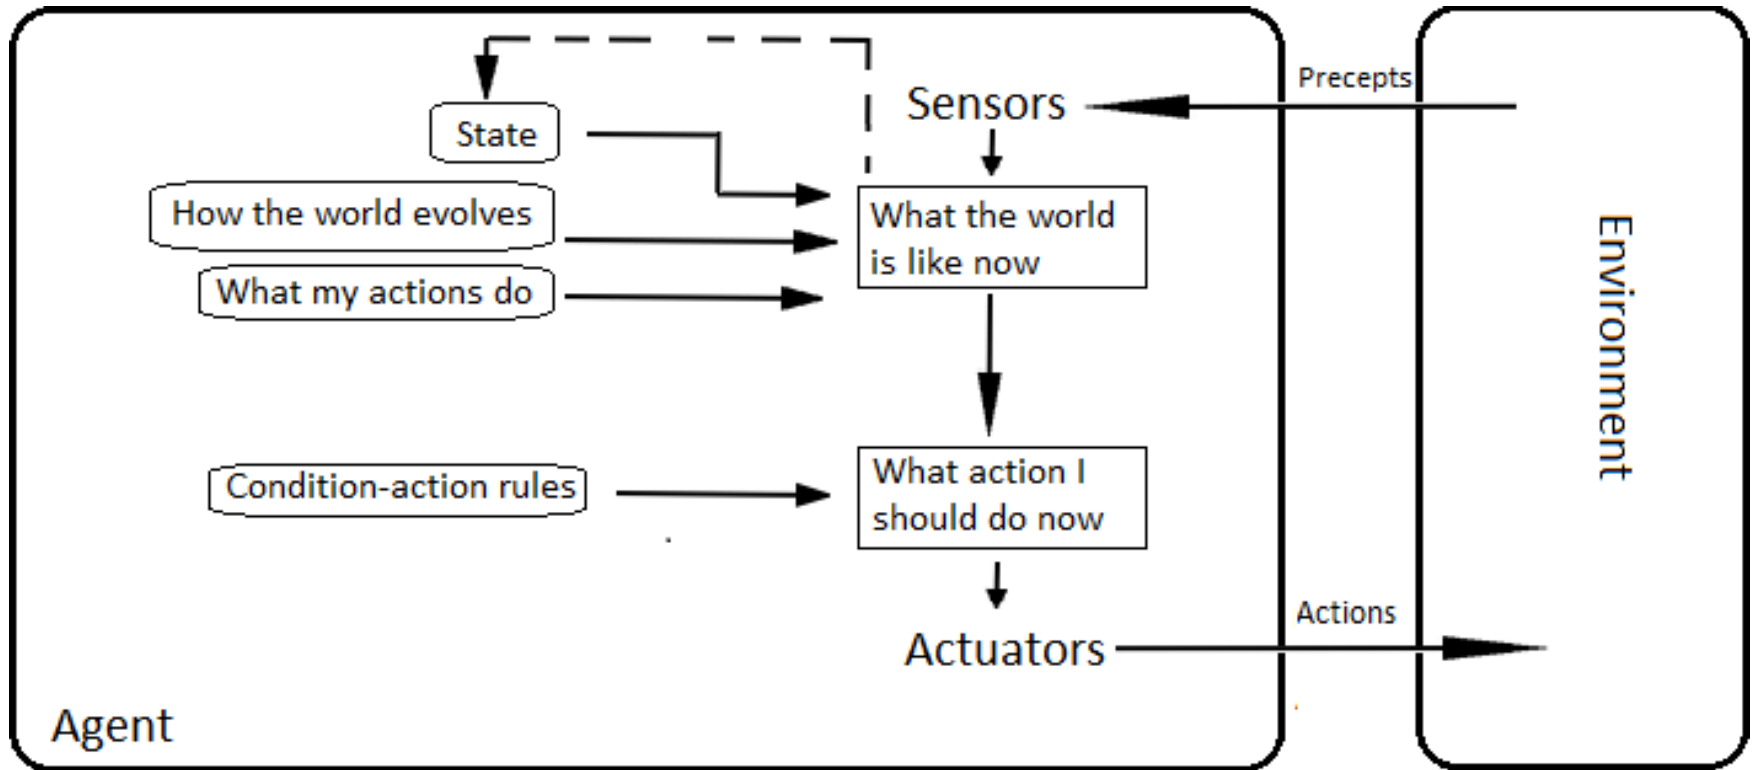 Precepts
Sensors
State
How the world evolves
What the world
is like now
What my actions do
Environment
Condition-action rules
What action I
should do now
Actions
Actuators
Agent